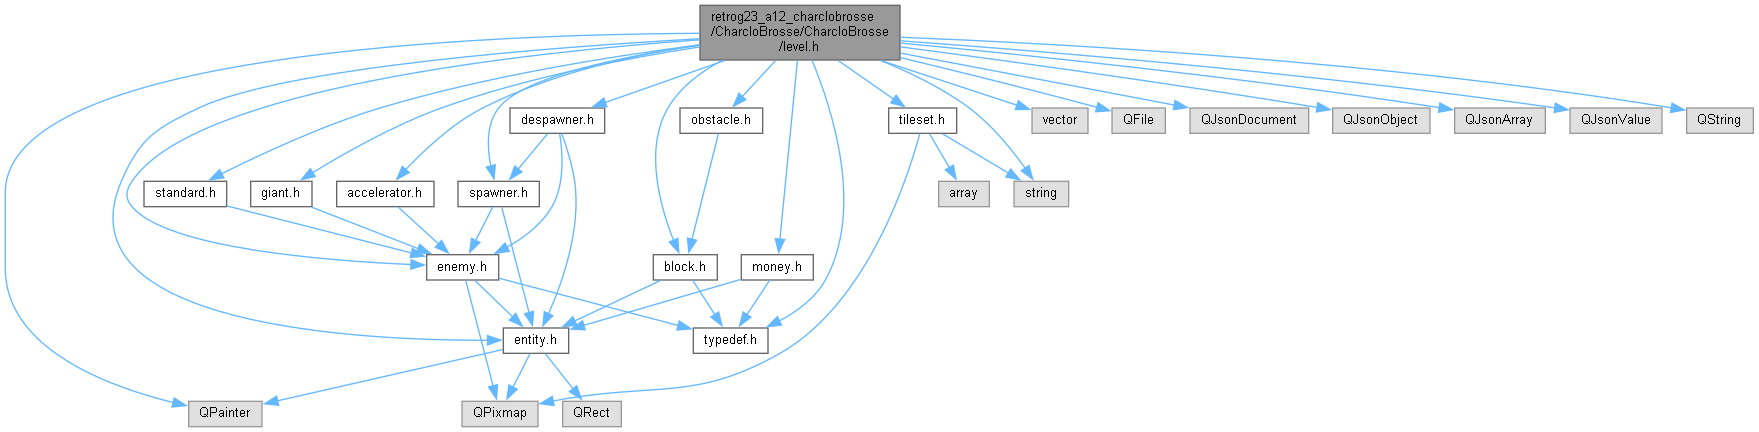 retrog23_a12_charclobrosse
/CharcloBrosse/CharcloBrosse
/level.h
despawner.h
obstacle.h
tileset.h
vector
QFile
QJsonDocument
QJsonObject
QJsonArray
QJsonValue
QString
standard.h
giant.h
accelerator.h
spawner.h
array
string
enemy.h
block.h
money.h
entity.h
typedef.h
QPainter
QPixmap
QRect